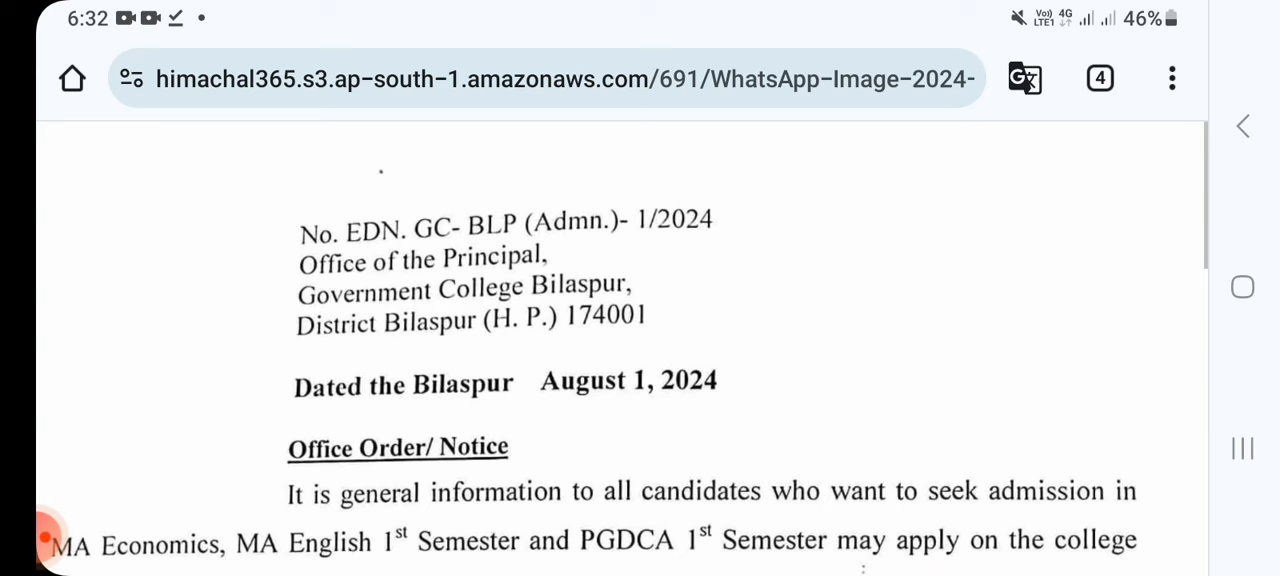 6:32
Vo)) 4G
LTE1 46%
himachal365.s3.ap-south-1.amazonaws.com/691/WhatsApp-Image-2024-
4
No. EDN. GC- BLP (Admn.)- 1/2024
Office of the Principal,
Government College Bilaspur,
District Bilaspur (H. P.) 174001
Dated the Bilaspur August 1, 2024
Office Order/ Notice
It is general information to all candidates who want to seek admission in
MA Economics, MA English 1st Semester and PGDCA 1st Semester may apply on the college